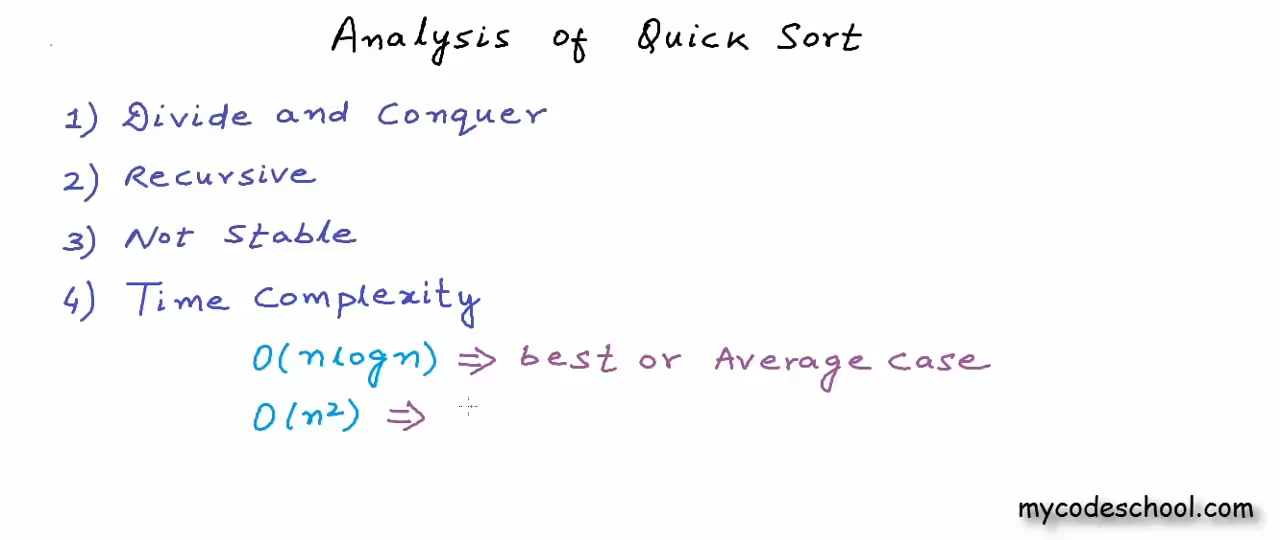 Analysis of Quick Sort
1) Divide and Conquer
2) Recursive
3) Not Stable
4) Time Complexity
O(nlogn) ⇒ best or Average case
O(n²) ⇒
mycodeschool.com